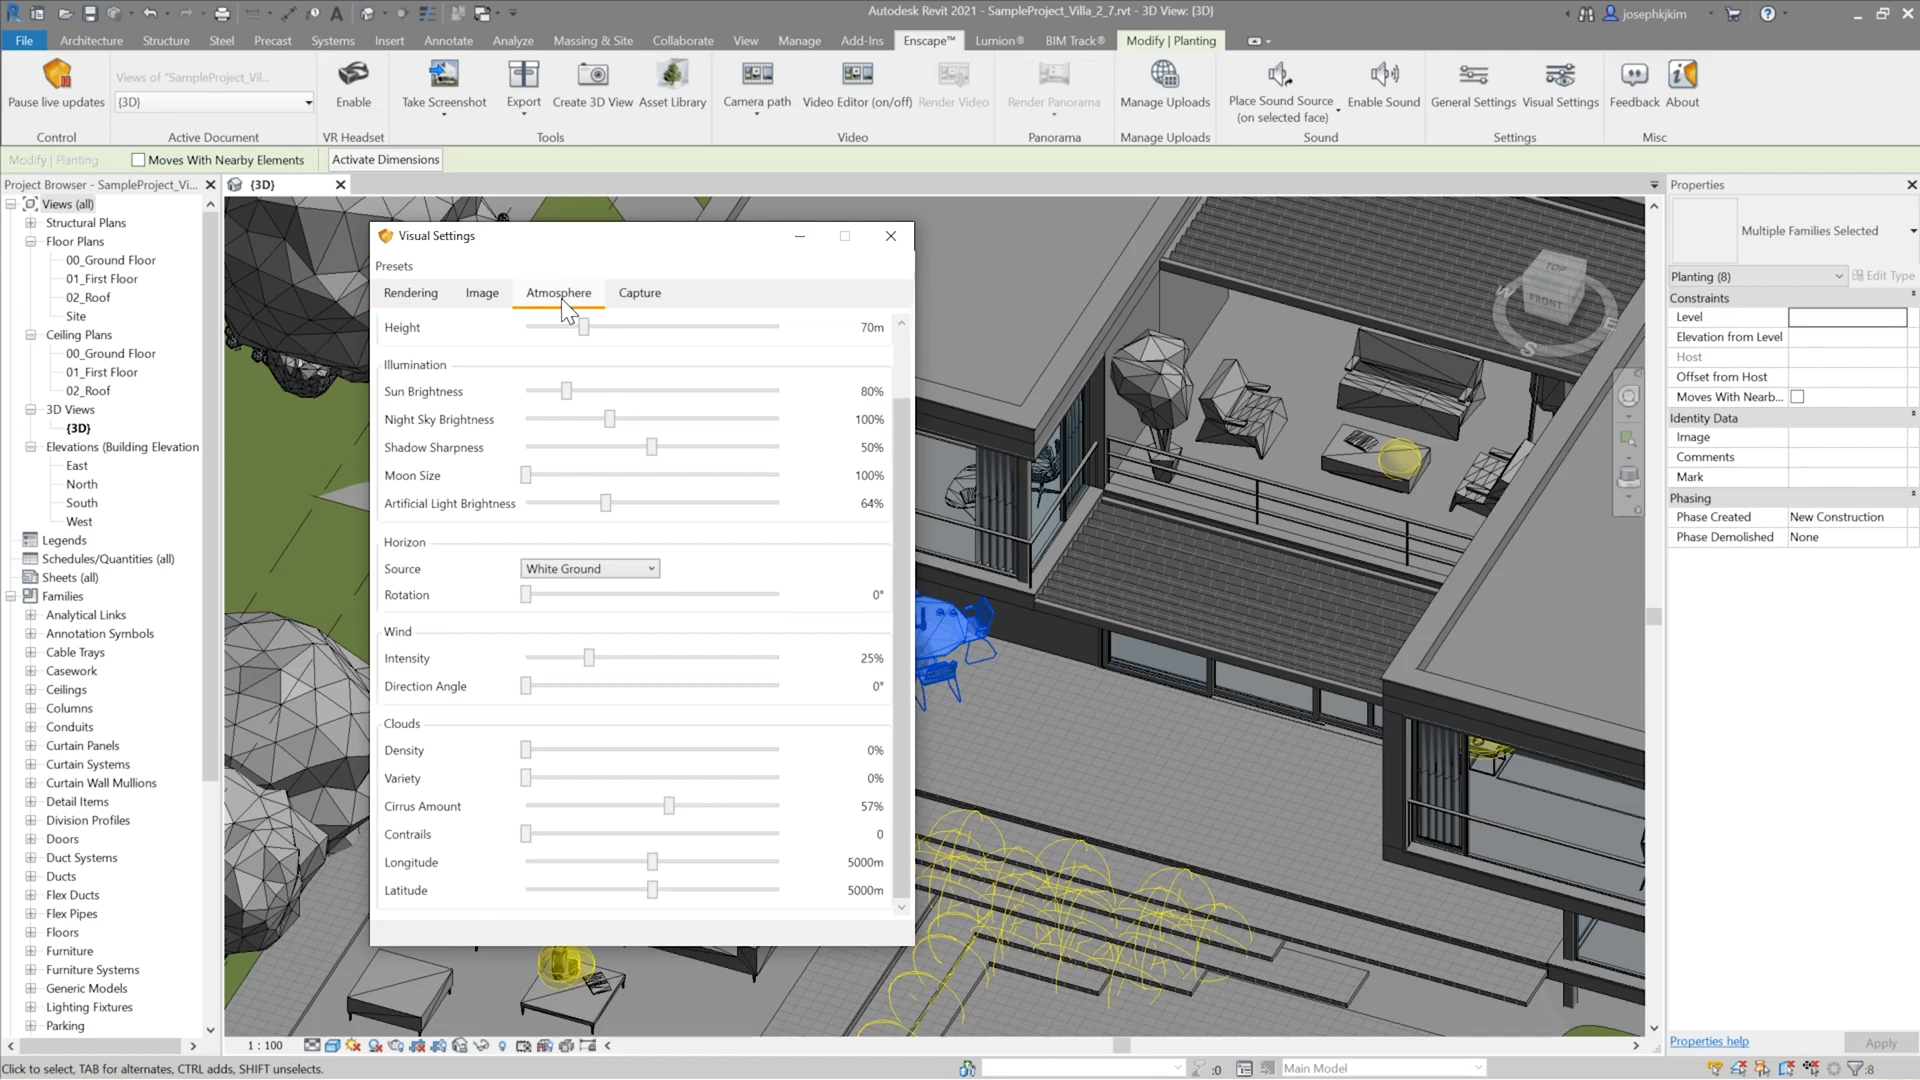 Autodesk Revit 2021 - SampleProject_Villa_2_7.rvt - 3D View: {3D}
josephkjkim
File Architecture Structure Steel Precast Systems Insert Annotate Analyze Massing & Site Collaborate View Manage Add-Ins Enscape™ Lumion® BIM Track® Modify | Planting
Views of "SampleProject_Vil...
{3D}
Pause live updates
Enable
Take Screenshot
Export
Create 3D View
Asset Library
Camera path
Video Editor (on/off)
Render Video
Render Panorama
Manage Uploads
Place Sound Source
(on selected face)
Enable Sound
General Settings
Visual Settings
Feedback
About
Control
Active Document
VR Headset
Tools
Video
Panorama
Manage Uploads
Sound
Settings
Misc
Modify | Planting
Moves With Nearby Elements
Activate Dimensions
Project Browser - SampleProject_Vi...
Views (all)
Structural Plans
Floor Plans
00_Ground Floor
01_First Floor
02_Roof
Site
Ceiling Plans
00_Ground Floor
01_First Floor
02_Roof
3D Views
{3D}
Elevations (Building Elevation
East
North
South
West
Legends
Schedules/Quantities (all)
Sheets (all)
Families
Analytical Links
Annotation Symbols
Cable Trays
Casework
Ceilings
Columns
Conduits
Curtain Panels
Curtain Systems
Curtain Wall Mullions
Detail Items
Division Profiles
Doors
Duct Systems
Ducts
Flex Ducts
Flex Pipes
Floors
Furniture
Furniture Systems
Generic Models
Lighting Fixtures
Parking
{3D}
Visual Settings
Presets
Rendering Image Atmosphere Capture
Height 70m
Illumination
Sun Brightness 80%
Night Sky Brightness 100%
Shadow Sharpness 50%
Moon Size 100%
Artificial Light Brightness 64%
Horizon
Source White Ground
Rotation 0°
Wind
Intensity 25%
Direction Angle 0°
Clouds
Density 0%
Variety 0%
Cirrus Amount 57%
Contrails 0
Longitude 5000m
Latitude 5000m
TOP
FRONT
W
S
E
1 : 100
Properties
Multiple Families Selected
Planting (8)
Edit Type
Constraints
Level
Elevation from Level
Host
Offset from Host
Moves With Nearb...
Identity Data
Image
Comments
Mark
Phasing
Phase Created New Construction
Phase Demolished None
Properties help
Apply
Click to select, TAB for alternates, CTRL adds, SHIFT unselects.
:0
Main Model
:8